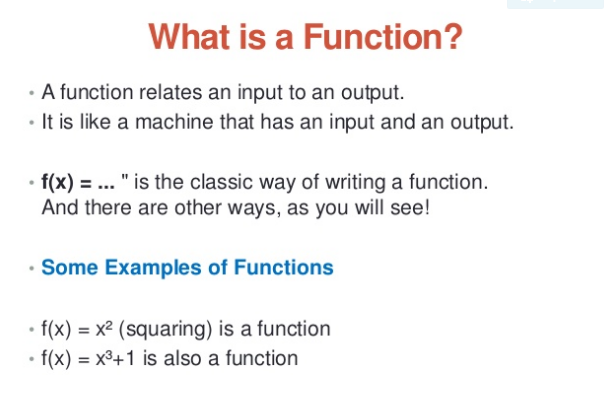 What is a Function?
• A function relates an input to an output.
• It is like a machine that has an input and an output.
• f(x) = ... " is the classic way of writing a function.
And there are other ways, as you will see!
• Some Examples of Functions
• f(x) = x² (squaring) is a function
• f(x) = x³+1 is also a function